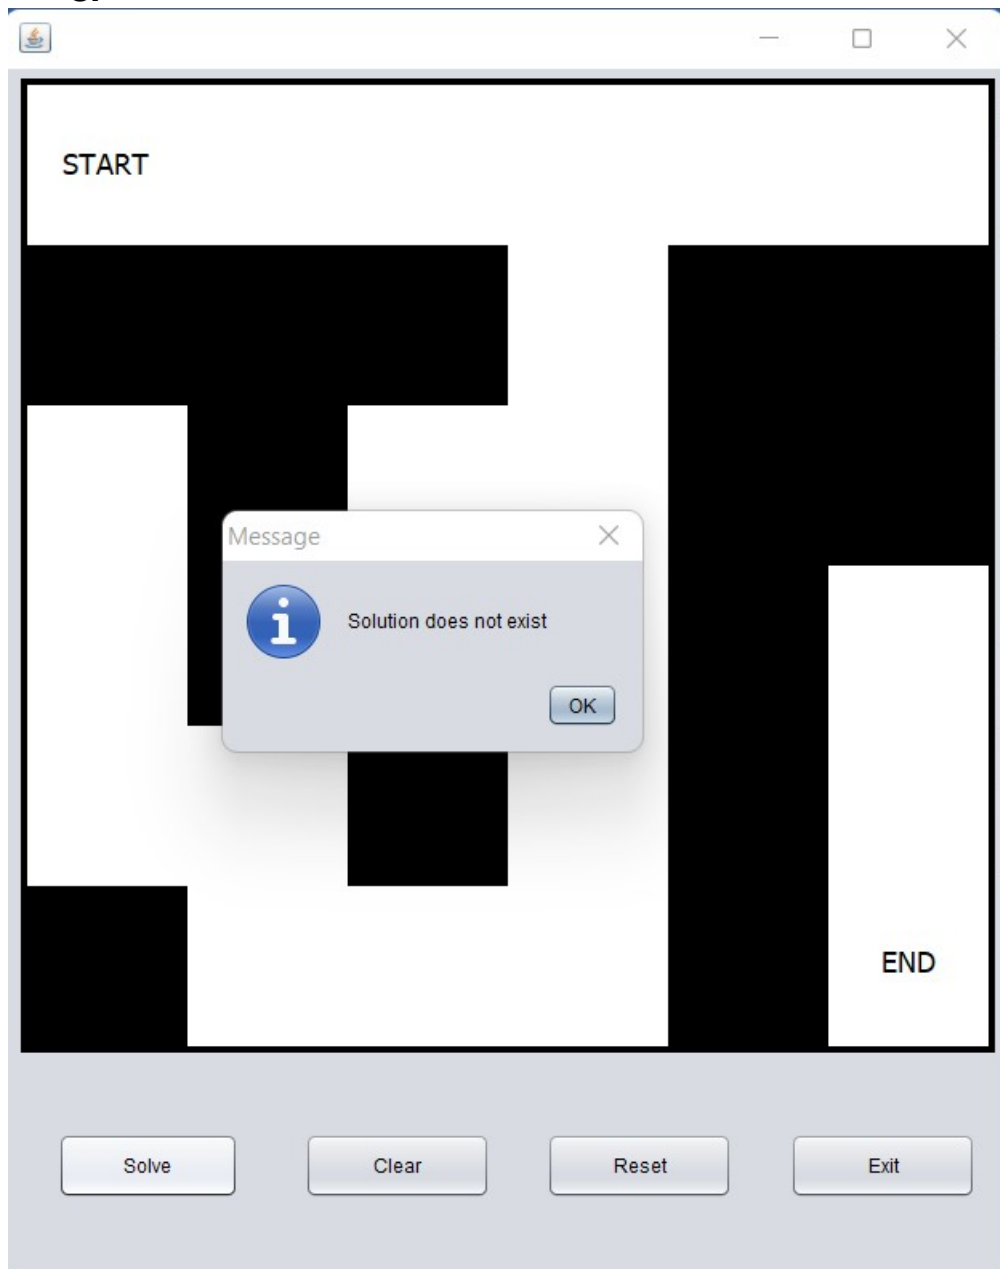 START
Message
Solution does not exist
OK
END
Solve
Clear
Reset
Exit